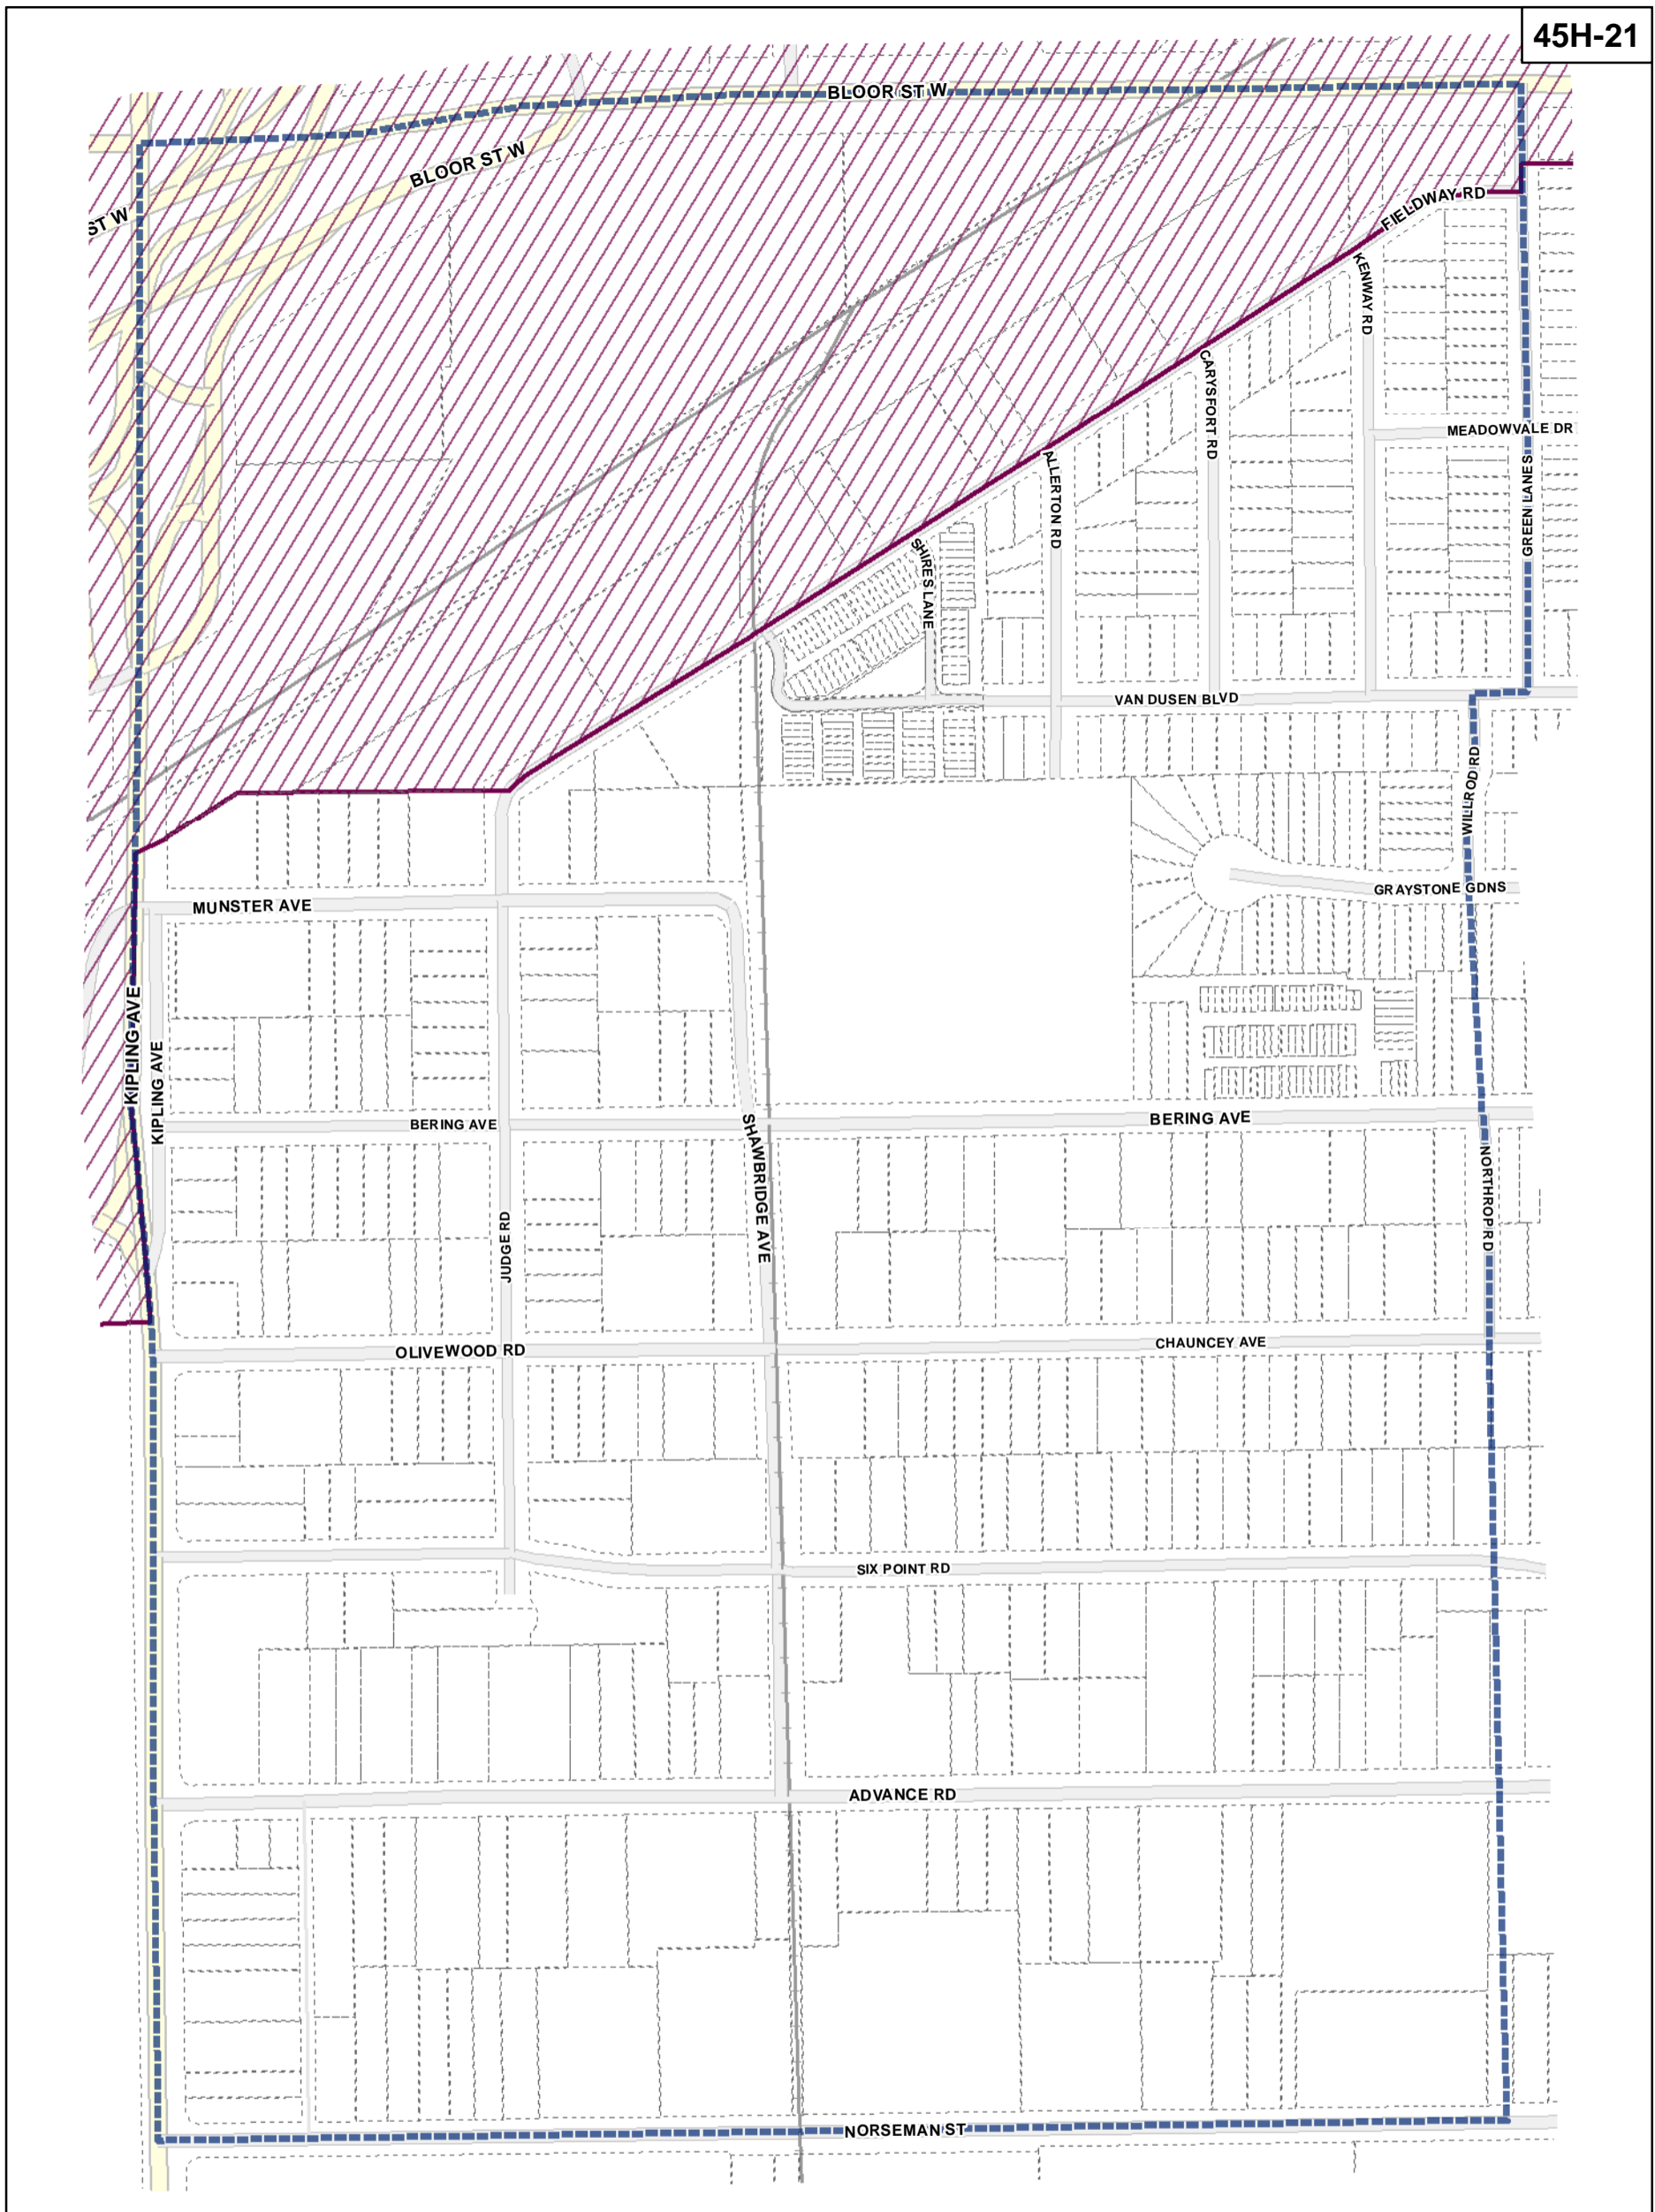 45H-21
BLOOR ST W
BLOOR ST W
ST W
FIELDWAY RD
KENWAY RD
CARYSFORT RD
MEADOWVALE DR
GREEN LANES
ALLERTON RD
SHIRES LANE
VAN DUSEN BLVD
WILLROD RD
GRAYSTONE GDNS
MUNSTER AVE
KIPLING AVE
KIPLING AVE
BERING AVE
BERING AVE
SHAWBRIDGE AVE
NORTHROP RD
JUDGE RD
OLIVEWOOD RD
CHAUNCEY AVE
SIX POINT RD
ADVANCE RD
NORSEMAN ST